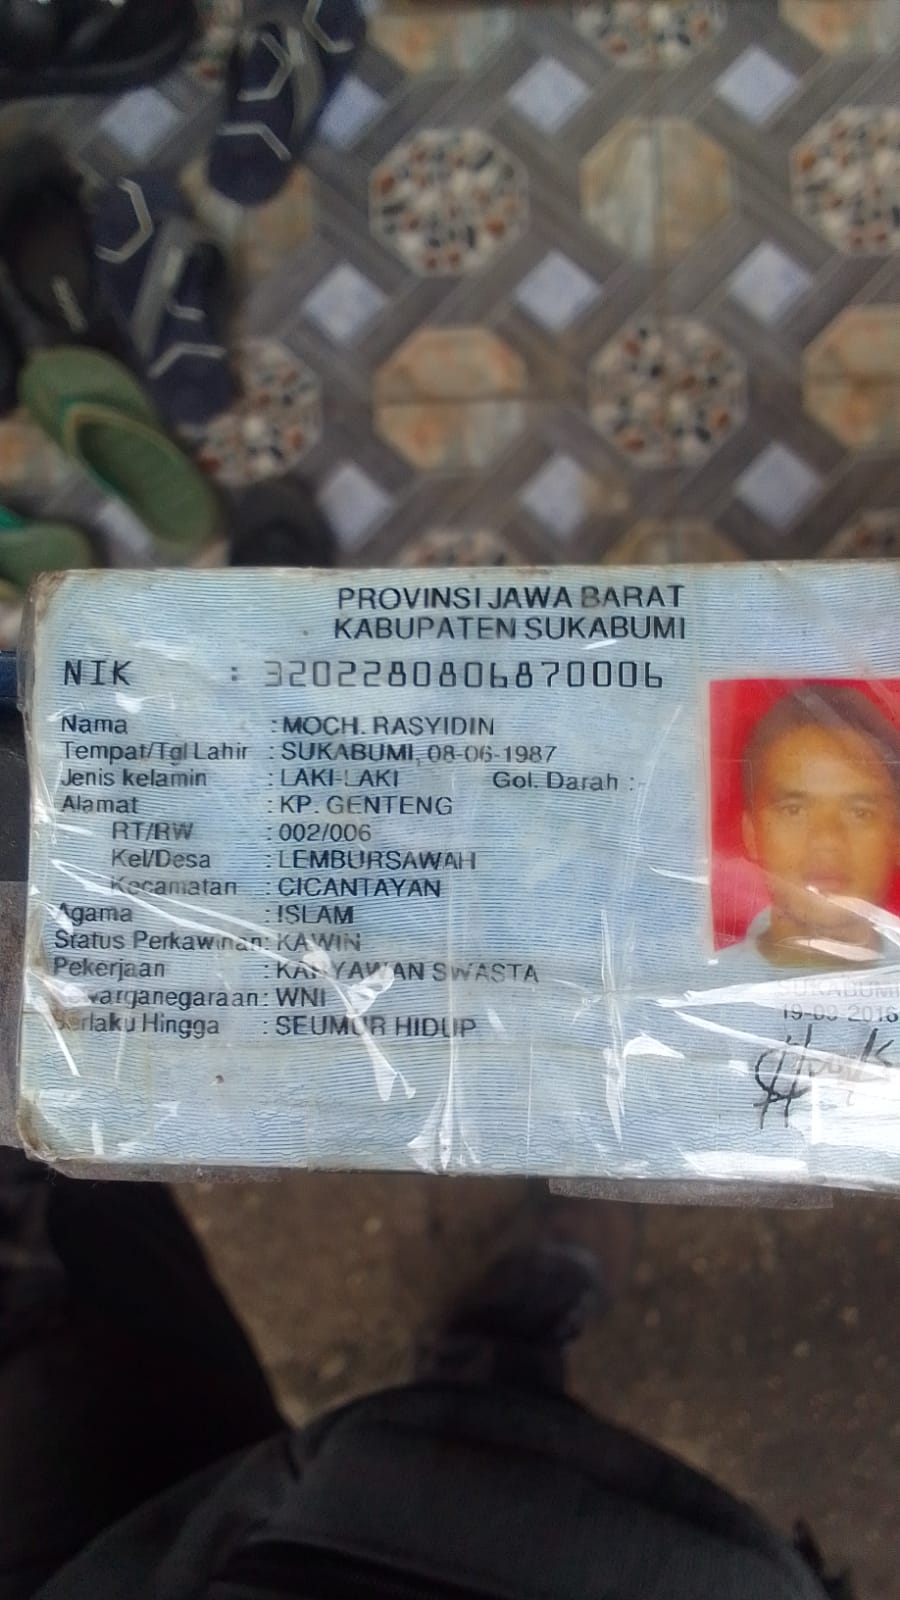 PROVINSI JAWA BARAT
KABUPATEN SUKABUMI
NIK : 3202280806870006
Nama : MOCH. RASYIDIN
Tempat/Tgl Lahir : SUKABUMI, 08-06-1987
Jenis kelamin : LAKI-LAKI Gol. Darah :
Alamat : KP. GENTENG
RT/RW : 002/006
Kel/Desa : LEMBURSAWAH
Kecamatan : CICANTAYAN
Agama : ISLAM
Status Perkawinan: KAWIN
Pekerjaan : KARYAWAN SWASTA
Kewarganegaraan: WNI
Berlaku Hingga : SEUMUR HIDUP
SUKABUMI
19-09-2016